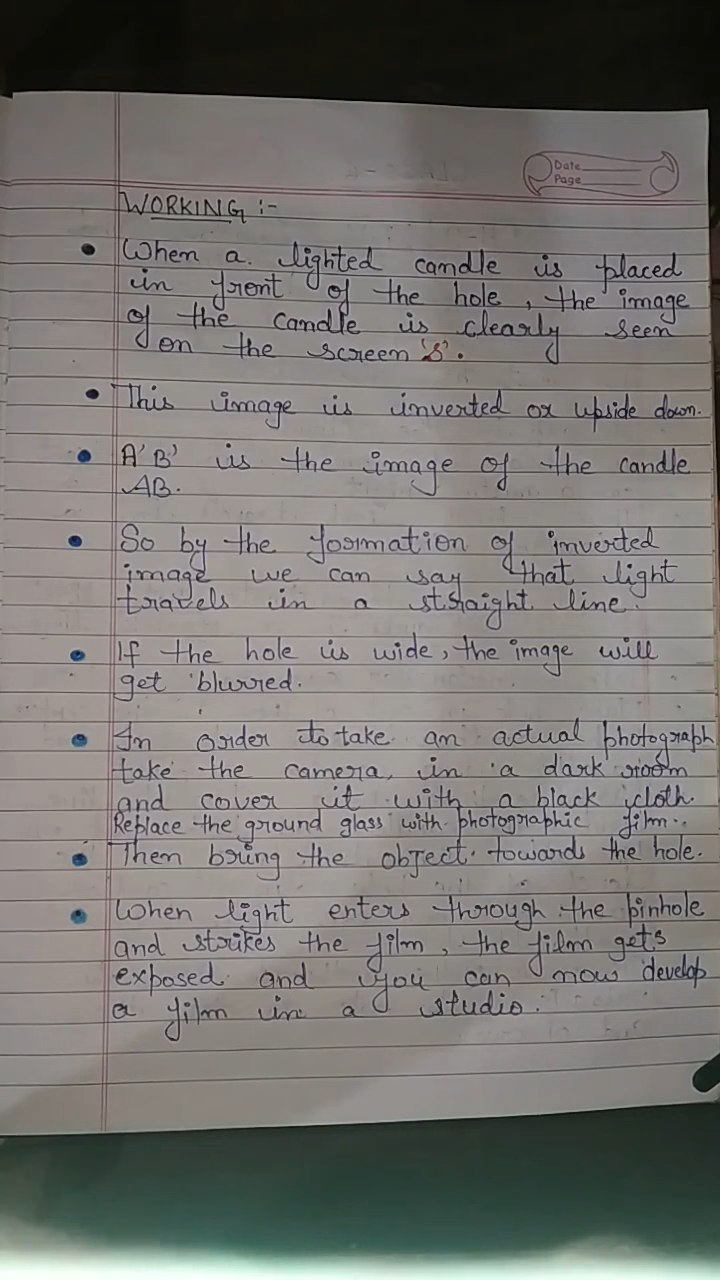 Date
Page
WORKING :-
• When a lighted candle is placed
in front of the hole, the image
of the candle is clearly seen
on the screen 'S'.
• This image is inverted or upside down.
• A'B' is the image of the candle
AB.
• So by the formation of inverted
image we can say that light
travels in a straight line.
• If the hole is wide, the image will
get blurred.
• In order to take an actual photograph
take the camera, in a dark room
and cover it with a black cloth.
Replace the ground glass with photographic film.
• Then bring the object towards the hole.
• When light enters through the pinhole
and strikes the film, the film gets
exposed and you can now develop
a film in a studio.